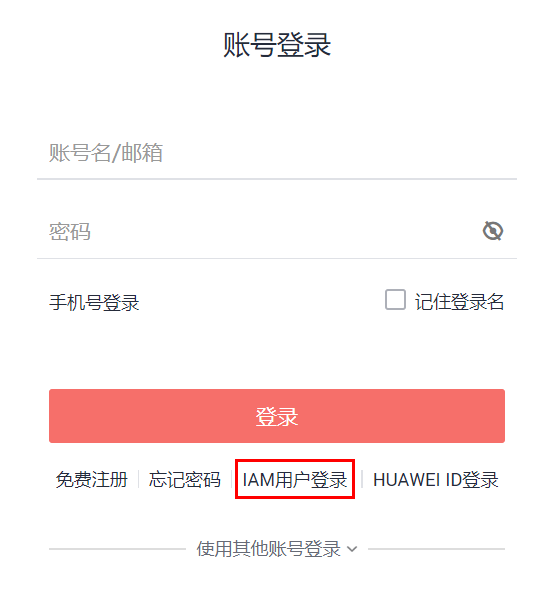 账号登录
账号名/邮箱
密码
手机号登录 记住登录名
登录
免费注册 忘记密码 IAM用户登录 HUAWEI ID登录
使用其他账号登录